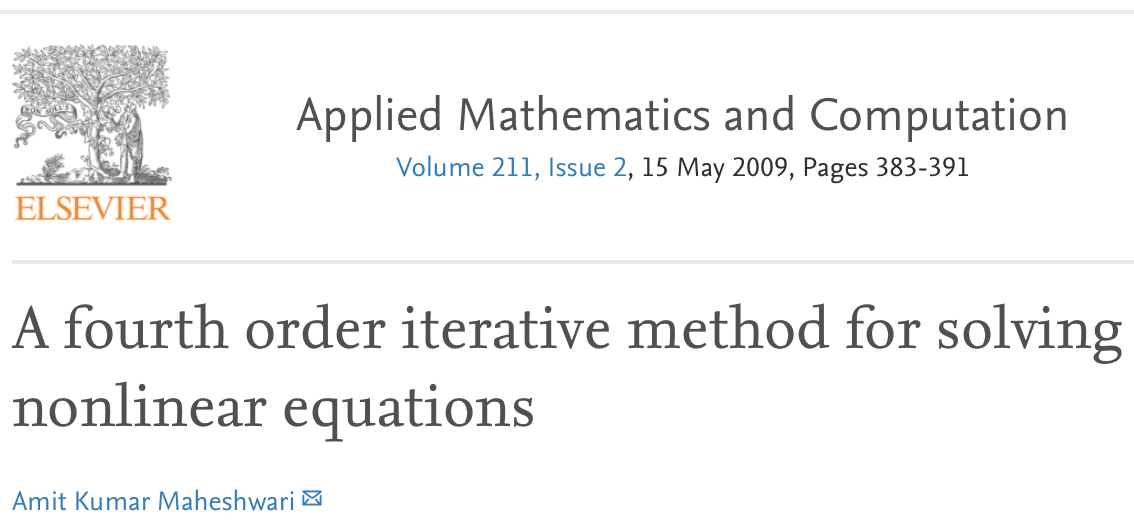 Applied Mathematics and Computation
Volume 211, Issue 2, 15 May 2009, Pages 383-391
ELSEVIER
A fourth order iterative method for solving
nonlinear equations
Amit Kumar Maheshwari